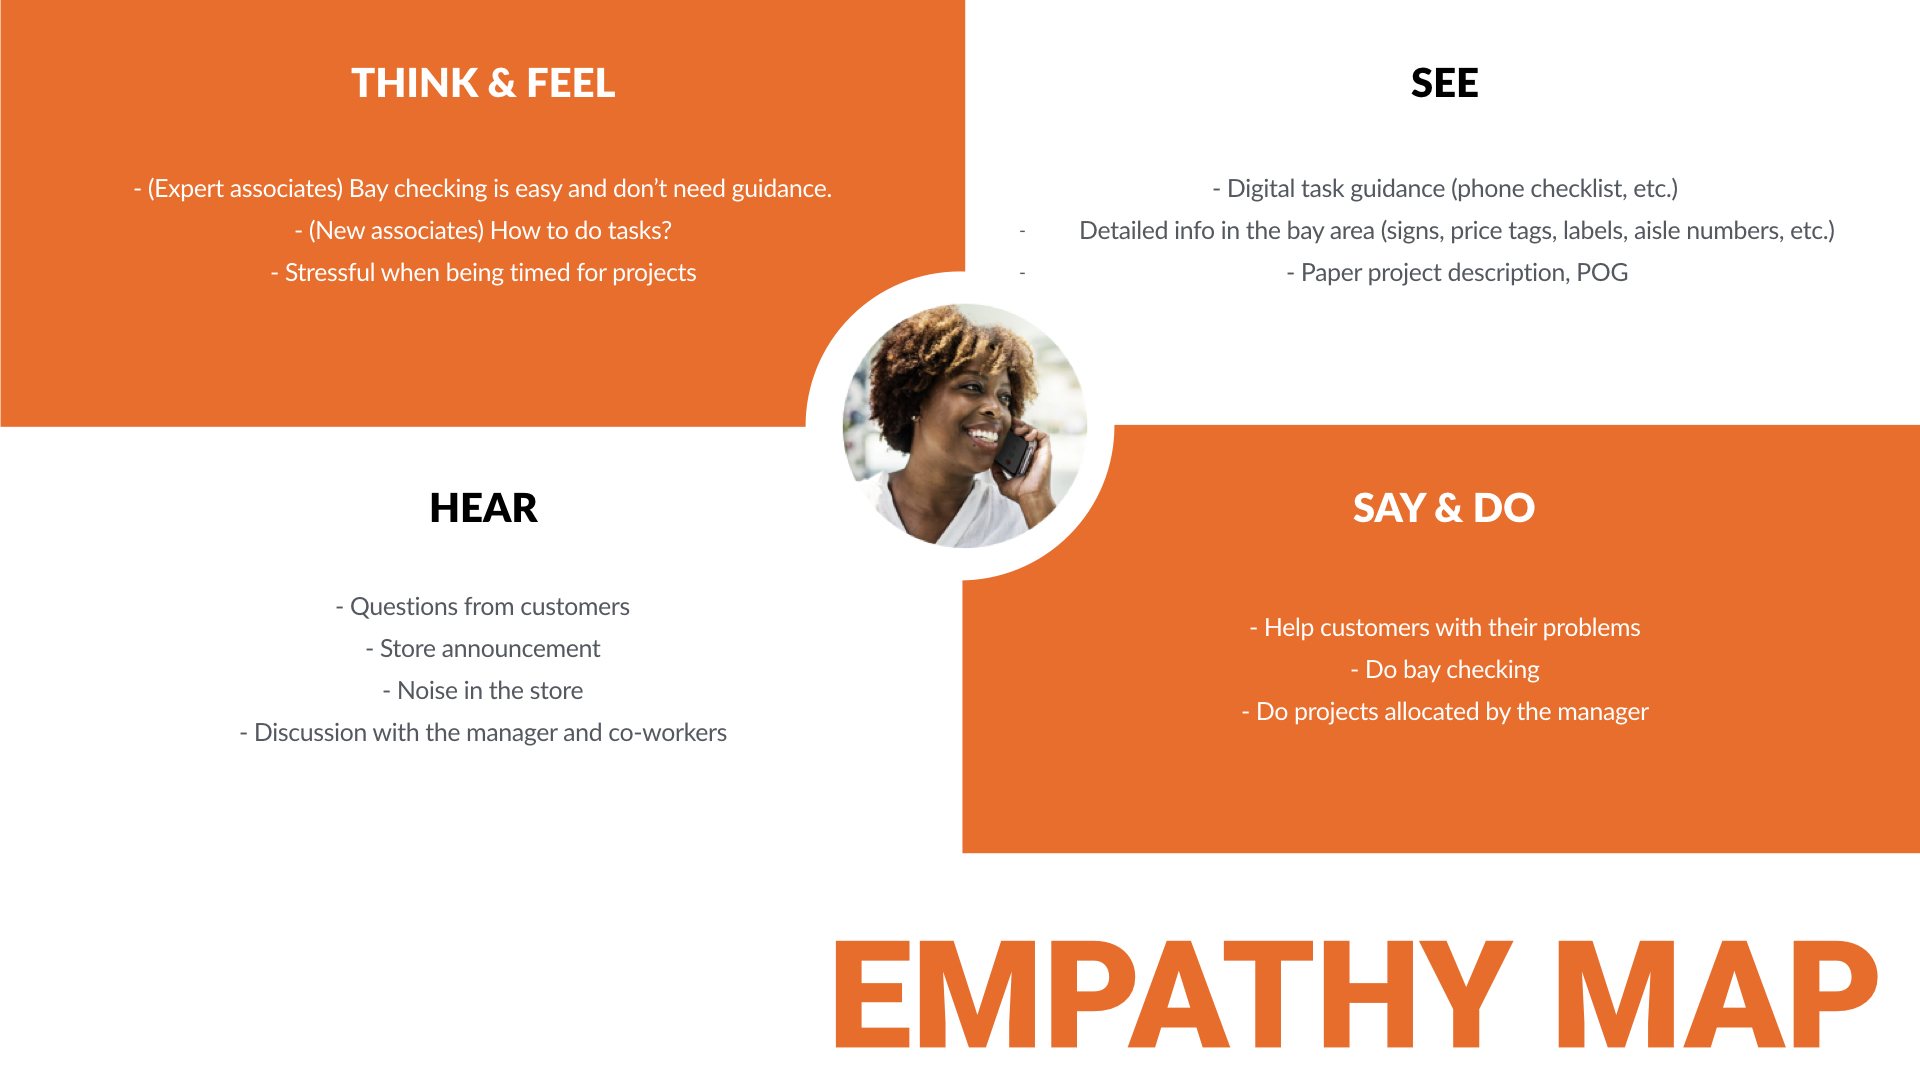 THINK & FEEL
- (Expert associates) Bay checking is easy and don’t need guidance.
- (New associates) How to do tasks?
- Stressful when being timed for projects
SEE
- Digital task guidance (phone checklist, etc.)
- Detailed info in the bay area (signs, price tags, labels, aisle numbers, etc.)
- - Paper project description, POG
HEAR
- Questions from customers
- Store announcement
- Noise in the store
- Discussion with the manager and co-workers
SAY & DO
- Help customers with their problems
- Do bay checking
- Do projects allocated by the manager
EMPATHY MAP